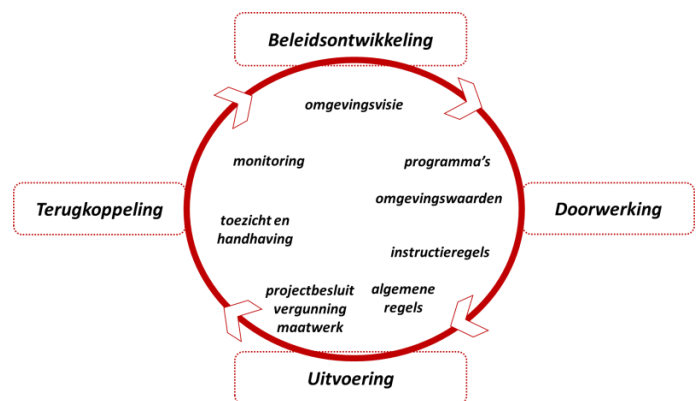 Beleidsontwikkeling
omgevingsvisie
monitoring
programma's
Terugkoppeling
omgevingswaarden
Doorwerking
toezicht en
handhaving
instructieregels
projectbesluit
vergunning
maatwerk
algemene
regels
Uitvoering